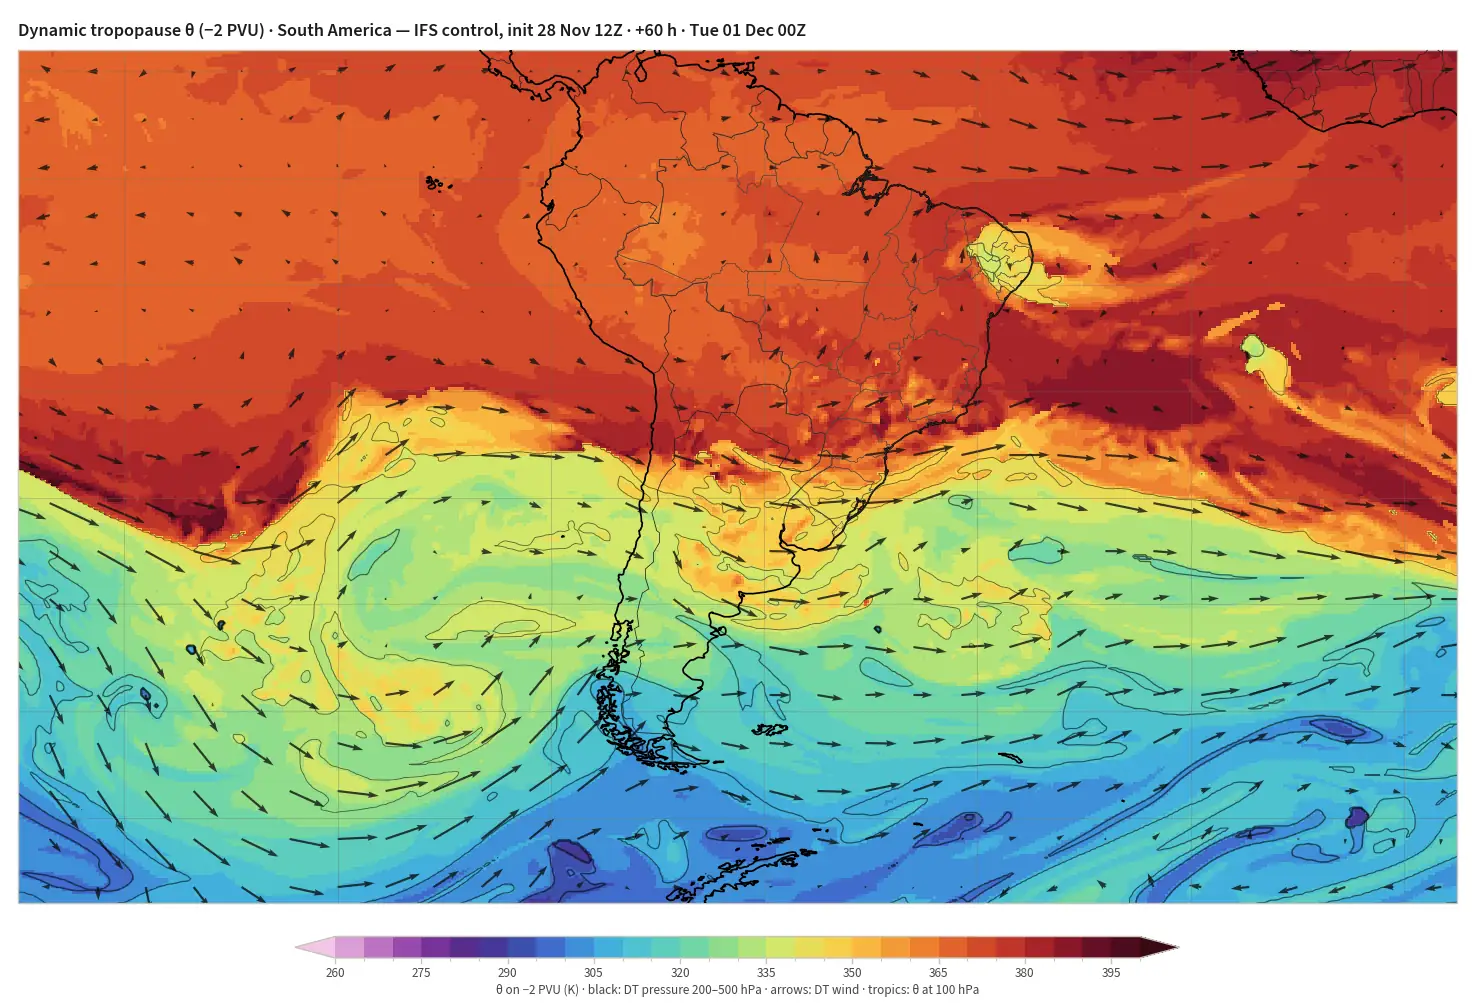 Dynamic tropopause θ (−2 PVU) · South America — IFS control, init 28 Nov 12Z · +60 h · Tue 01 Dec 00Z
260 275 290 305 320 335 350 365 380 395
θ on −2 PVU (K) · black: DT pressure 200–500 hPa · arrows: DT wind · tropics: θ at 100 hPa